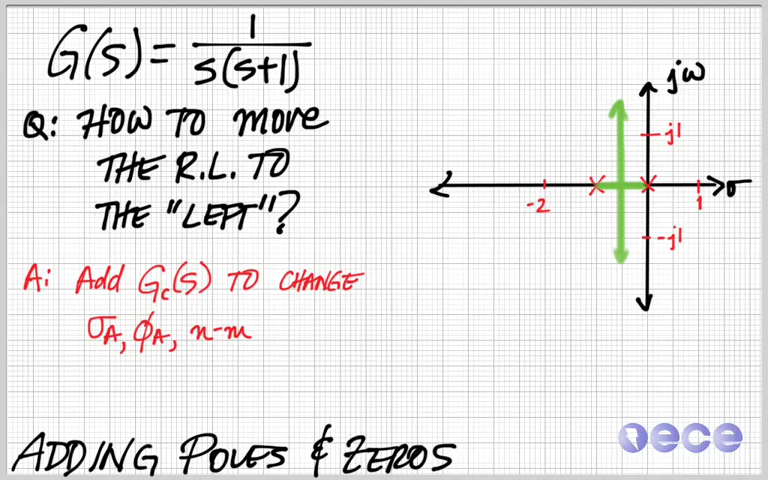 G(s) = 1 / s(s+1)
Q: HOW TO move
THE R.L. TO
THE "LEFT"?
A: Add Gc(s) TO CHANGE
σA, ϕA, n-m
jω
j1
σ
-2
1
-j1
ADDING POLES & ZEROS
ece